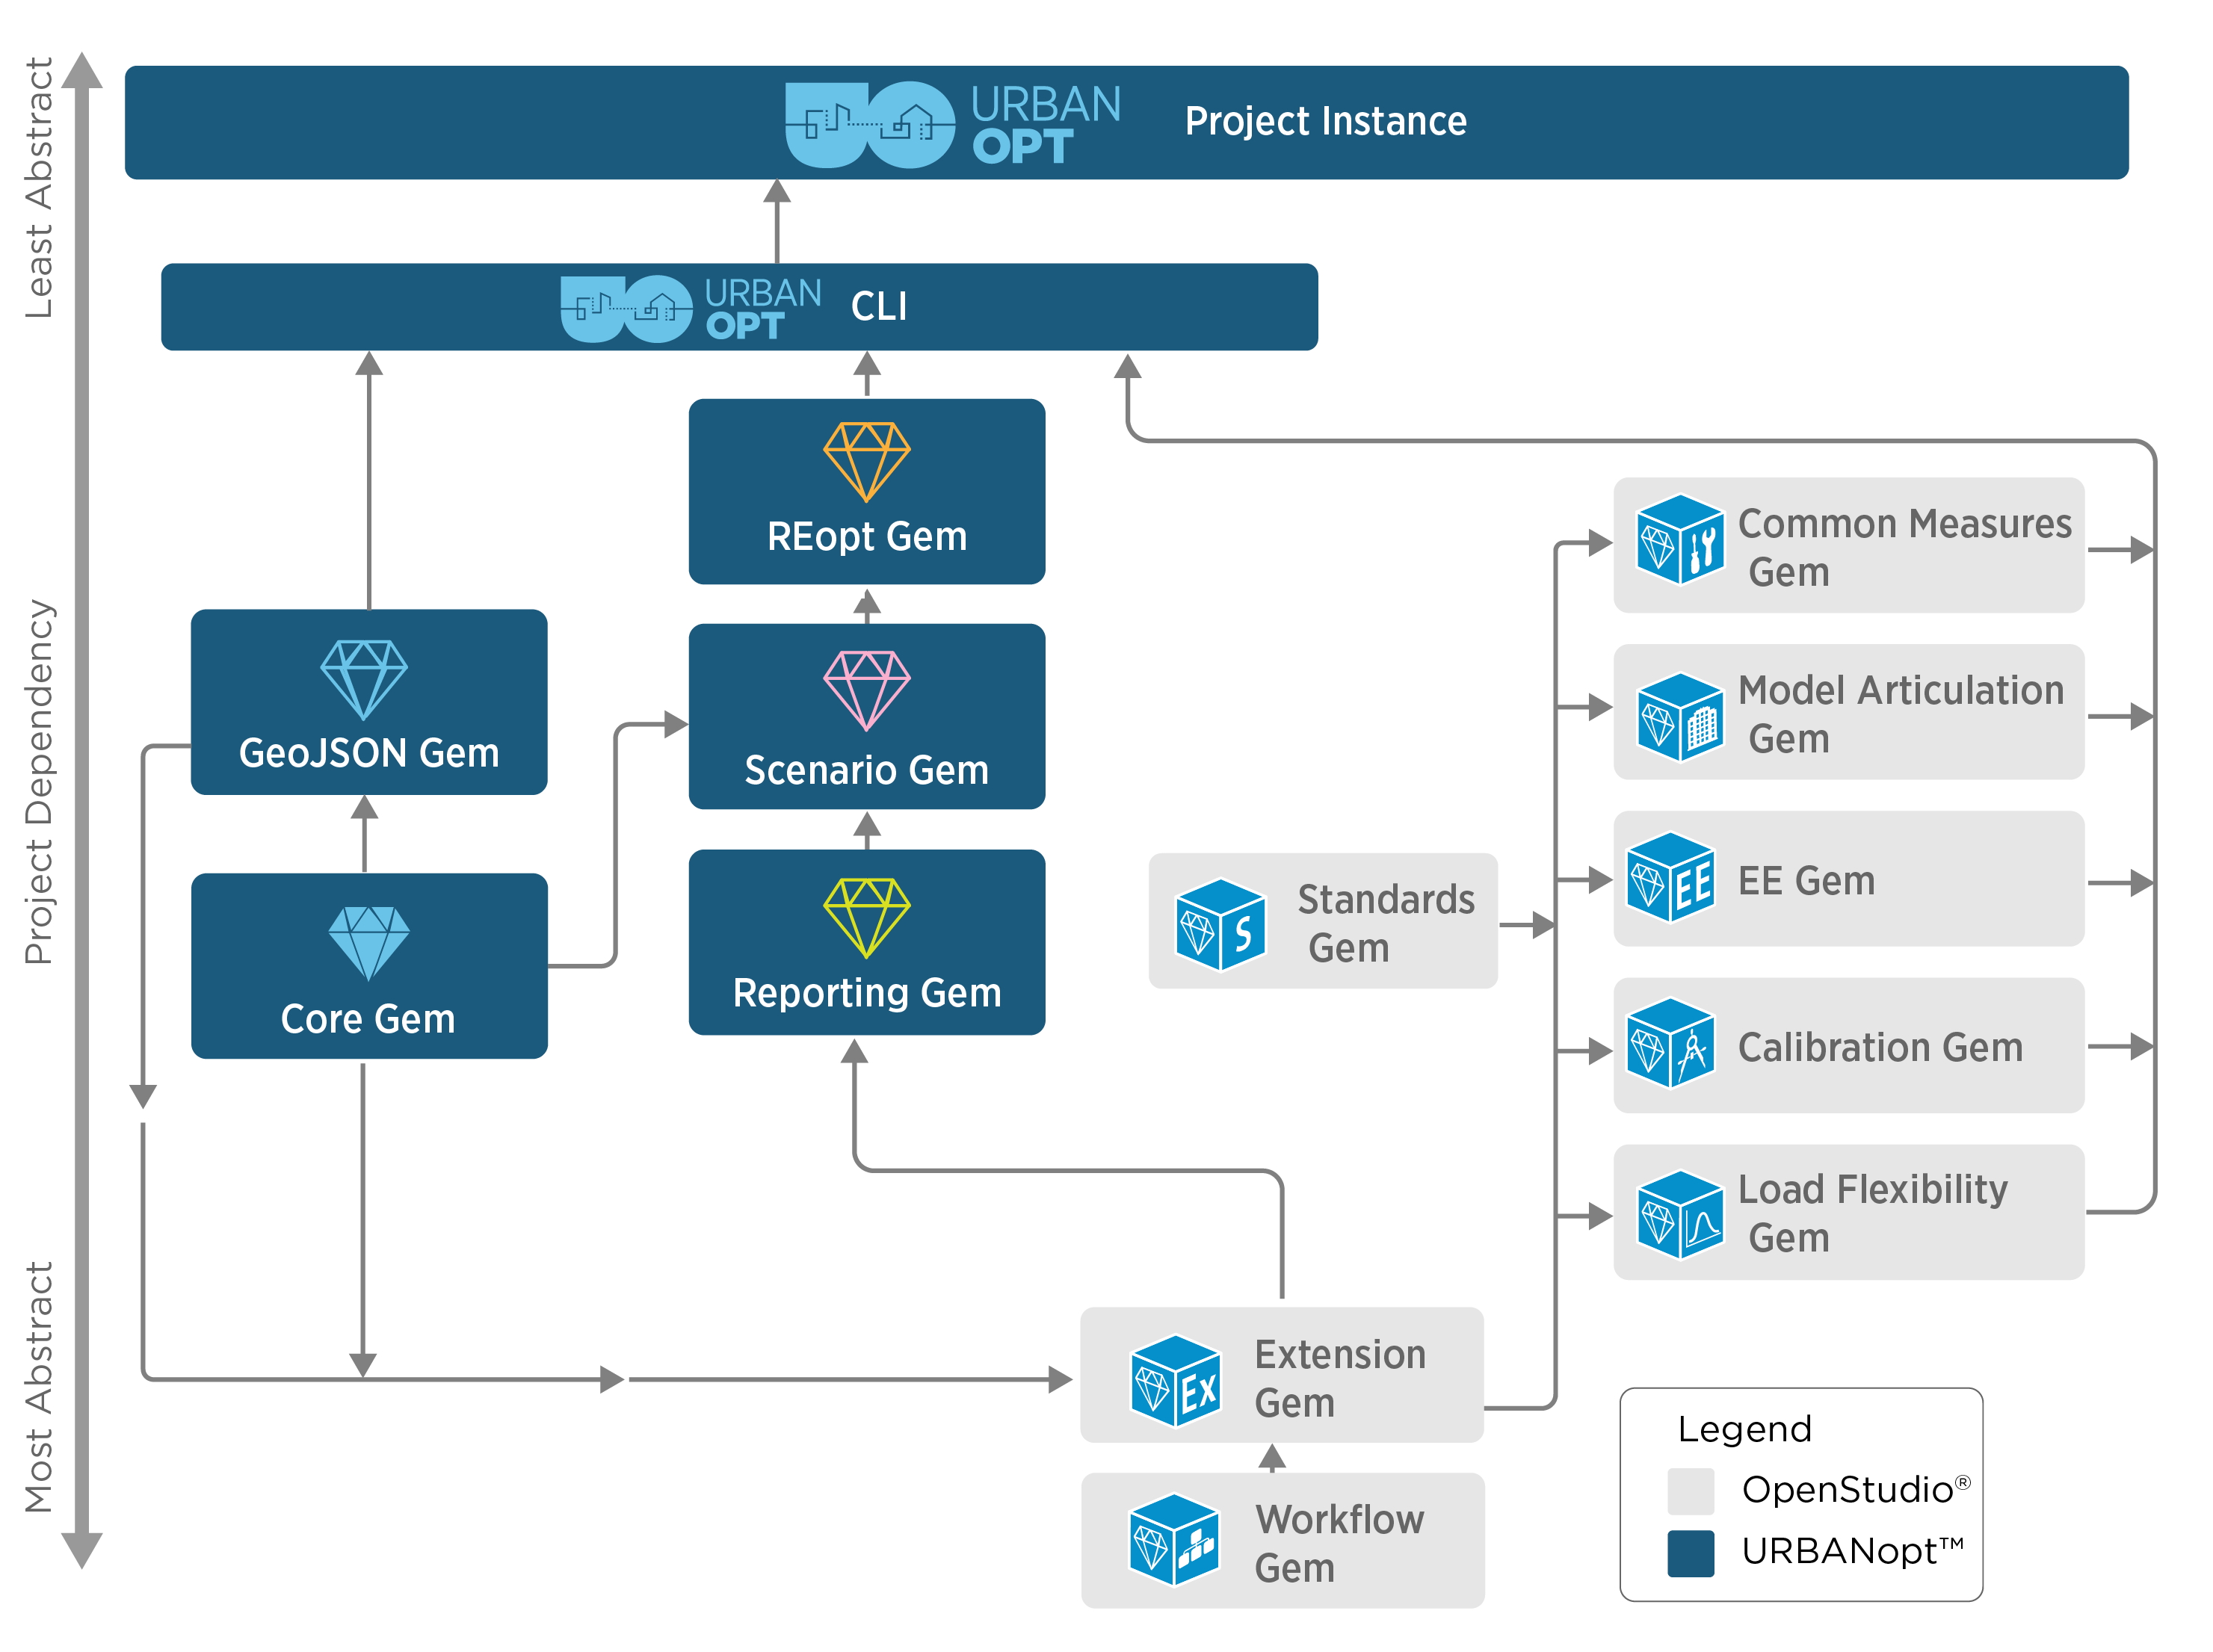 Least Abstract
Project Dependency
Most Abstract
URBAN
OPT
Project Instance
URBAN
OPT
CLI
REopt Gem
GeoJSON Gem
Scenario Gem
Core Gem
Reporting Gem
S
Standards
Gem
Common Measures
Gem
Model Articulation
Gem
EE
EE Gem
Calibration Gem
Load Flexibility
Gem
Ex
Extension
Gem
Workflow
Gem
Legend
OpenStudio®
URBANopt™